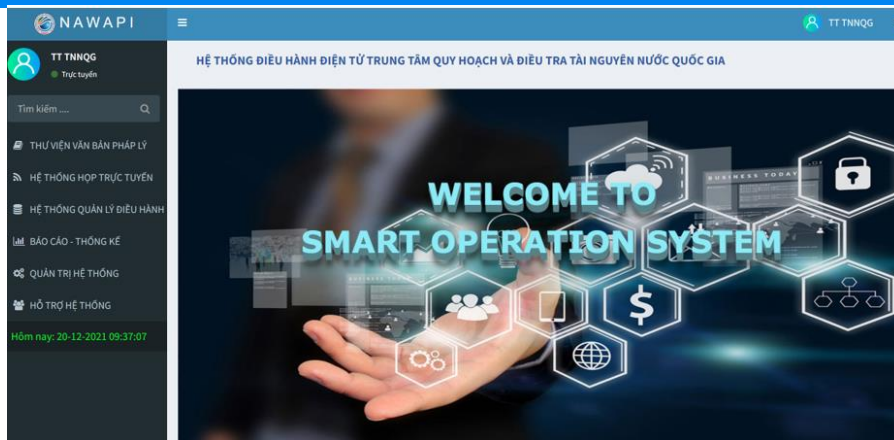 NAWAPI
TT TNNQG
TT TNNQG
Trực tuyến
HỆ THỐNG ĐIỀU HÀNH ĐIỆN TỬ TRUNG TÂM QUY HOẠCH VÀ ĐIỀU TRA TÀI NGUYÊN NƯỚC QUỐC GIA
Tìm kiếm ....
THƯ VIỆN VĂN BẢN PHÁP LÝ
HỆ THỐNG HỌP TRỰC TUYẾN
HỆ THỐNG QUẢN LÝ ĐIỀU HÀNH
BÁO CÁO - THỐNG KẾ
QUẢN TRỊ HỆ THỐNG
HỖ TRỢ HỆ THỐNG
Hôm nay: 20-12-2021 09:37:07
BUSINESS TODAY
WELCOME TO
SMART OPERATION SYSTEM
$